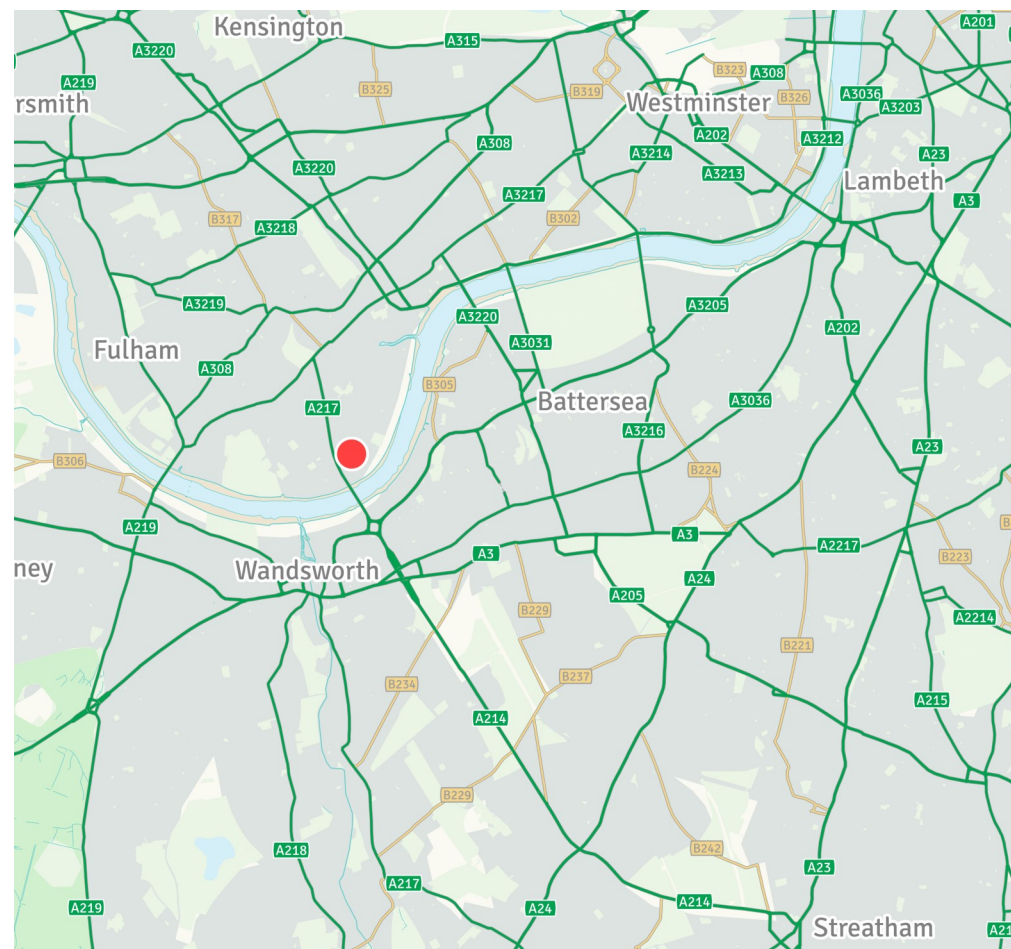 Kensington
A3220
A315
A201
A219
B325
B319
B323
A308
B326
A3036
A3203
rsmith
Westminster
A202
A3212
A23
A308
A3214
A3220
A3213
Lambeth
A3217
A3
B317
A3218
B302
A3219
A3220
A3205
A3031
A202
Fulham
A308
B305
A217
Battersea
A3036
A3216
A23
B306
B224
A219
A3
A2217
A3
B223
ney
Wandsworth
A24
B229
A205
A2214
B221
B237
B234
A215
A214
B229
A218
B242
A217
A23
A219
A24
A214
Streatham